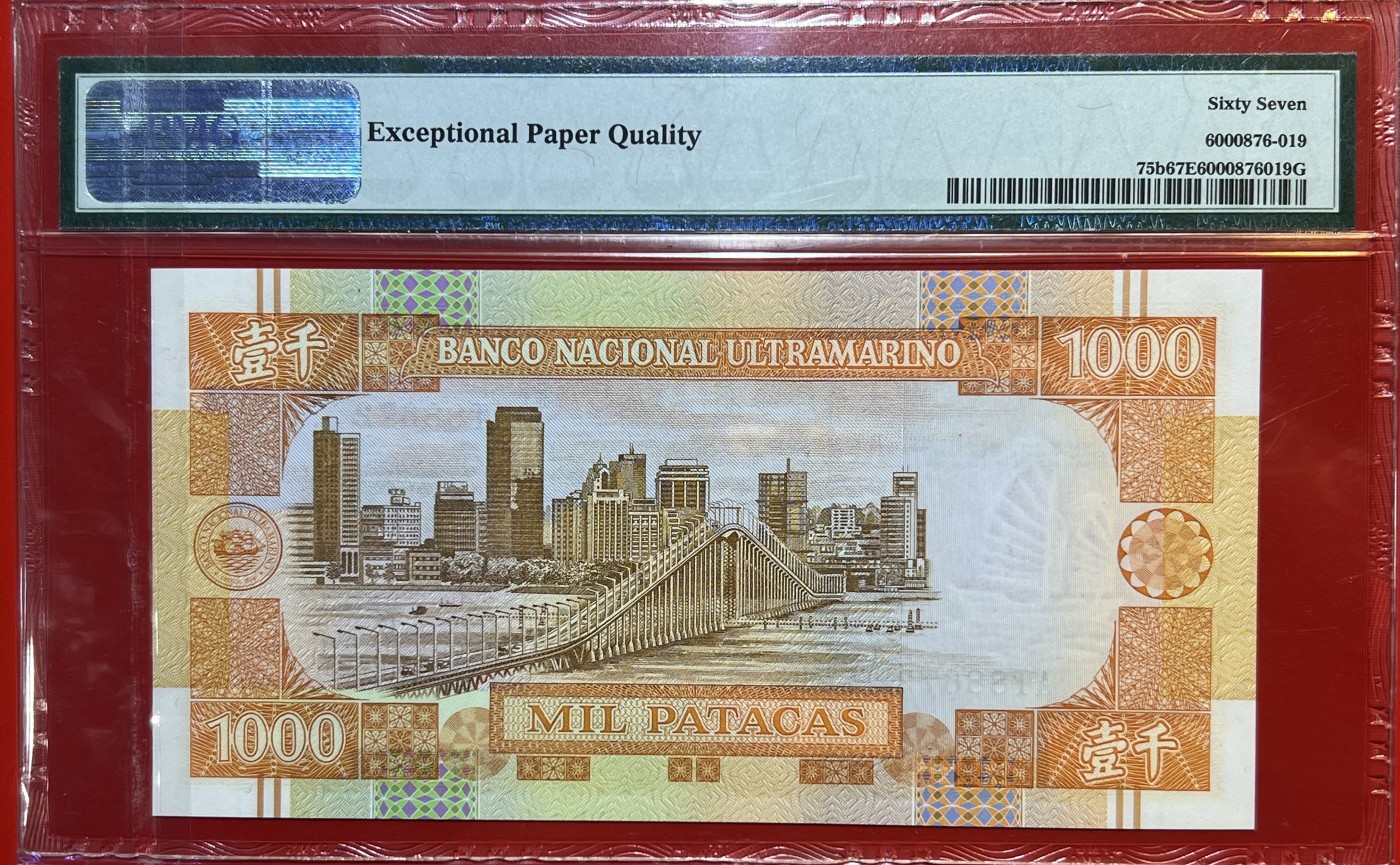 PMG
Exceptional Paper Quality
Sixty Seven
6000876-019
75b67E6000876019G
壹千
BANCO NACIONAL ULTRAMARINO
1000
1000
MIL PATACAS
壹千